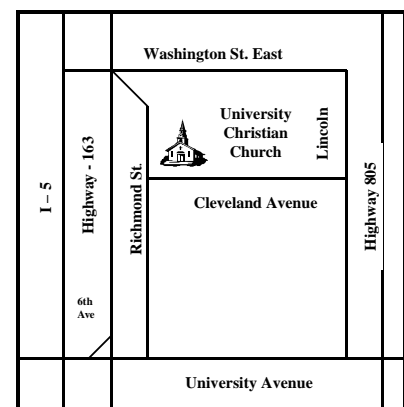 Washington St. East
University
Christian
Church
Lincoln
Highway - 163
I – 5
Richmond St.
Highway 805
Cleveland Avenue
6th
Ave
University Avenue